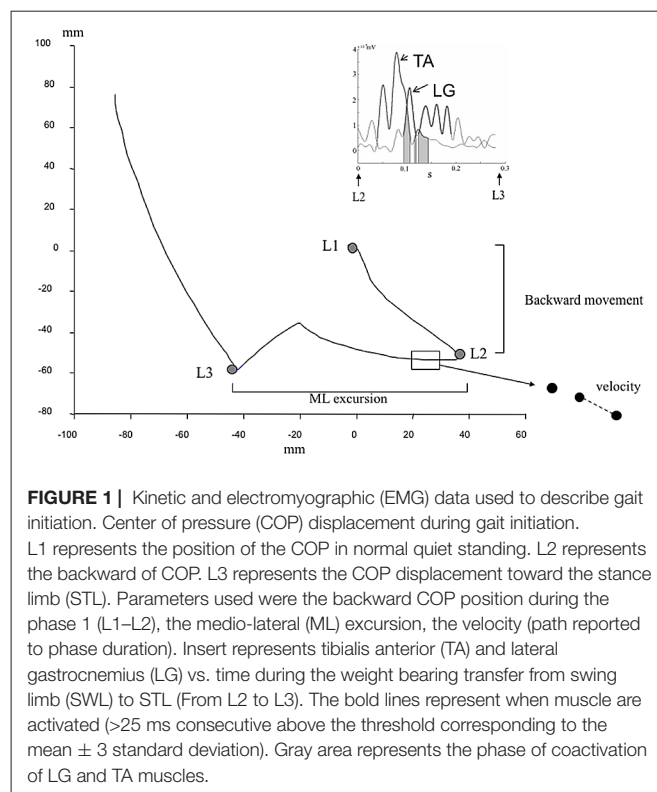 mm
100
80
60
40
20
0
-20
-40
-60
-80
-100 -80 -60 -40 -20 0 20 40 60
mm
L1
L2
L3
ML excursion
Backward movement
velocity
4
3
2
1
0
TA
LG
0 0.1 0.2 0.3
s
L2 L3
FIGURE 1 | Kinetic and electromyographic (EMG) data used to describe gait
initiation. Center of pressure (COP) displacement during gait initiation.
L1 represents the position of the COP in normal quiet standing. L2 represents
the backward of COP. L3 represents the COP displacement toward the stance
limb (STL). Parameters used were the backward COP position during the
phase 1 (L1–L2), the medio-lateral (ML) excursion, the velocity (path reported
to phase duration). Insert represents tibialis anterior (TA) and lateral
gastrocnemius (LG) vs. time during the weight bearing transfer from swing
limb (SWL) to STL (From L2 to L3). The bold lines represent when muscle are
activated (>25 ms consecutive above the threshold corresponding to the
mean ± 3 standard deviation). Gray area represents the phase of coactivation
of LG and TA muscles.